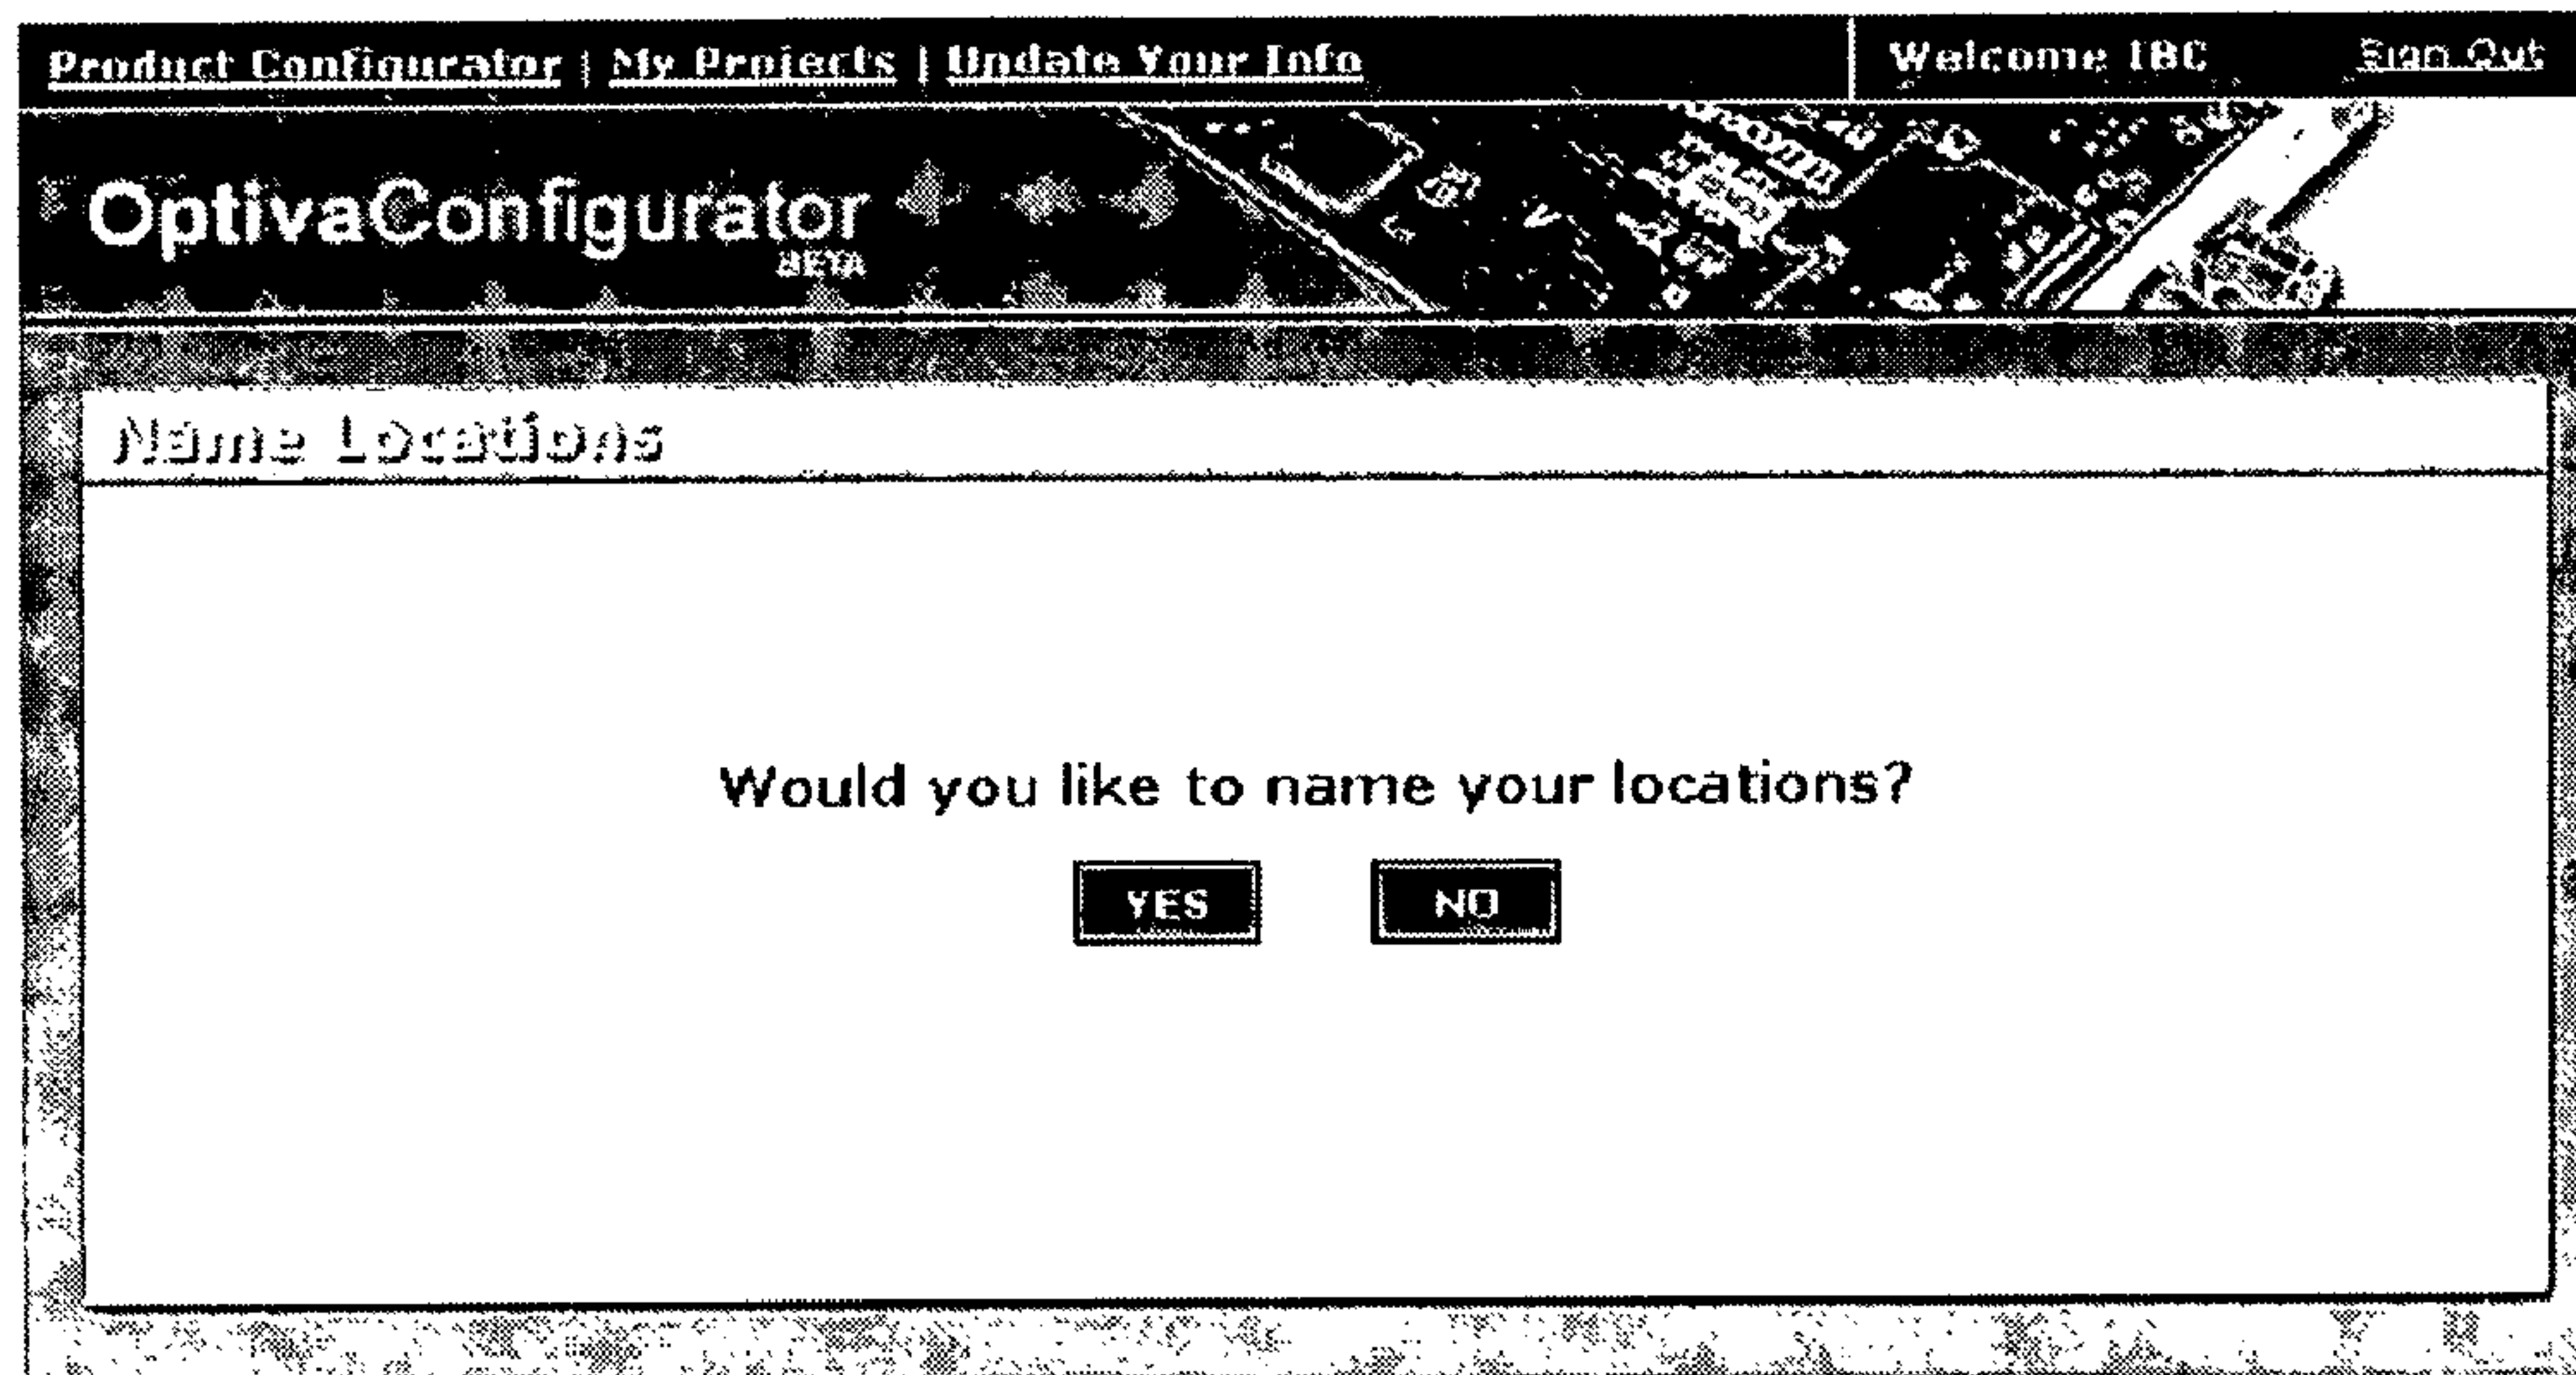 Product Configurator | My Projects | Update Your Info
Welcome IBC
Sign Out
OptivaConfigurator
BETA
Name Locations
Would you like to name your locations?
YES
NO